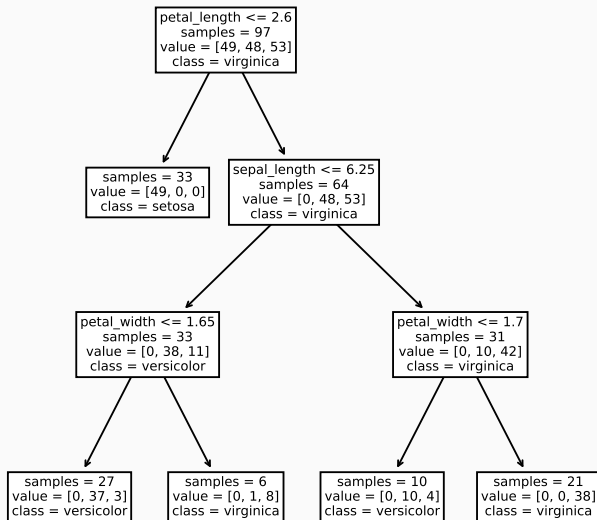 petal_length <= 2.6
samples = 97
value = [49, 48, 53]
class = virginica
samples = 33
value = [49, 0, 0]
class = setosa
sepal_length <= 6.25
samples = 64
value = [0, 48, 53]
class = virginica
petal_width <= 1.65
samples = 33
value = [0, 38, 11]
class = versicolor
petal_width <= 1.7
samples = 31
value = [0, 10, 42]
class = virginica
samples = 27
value = [0, 37, 3]
class = versicolor
samples = 6
value = [0, 1, 8]
class = virginica
samples = 10
value = [0, 10, 4]
class = versicolor
samples = 21
value = [0, 0, 38]
class = virginica